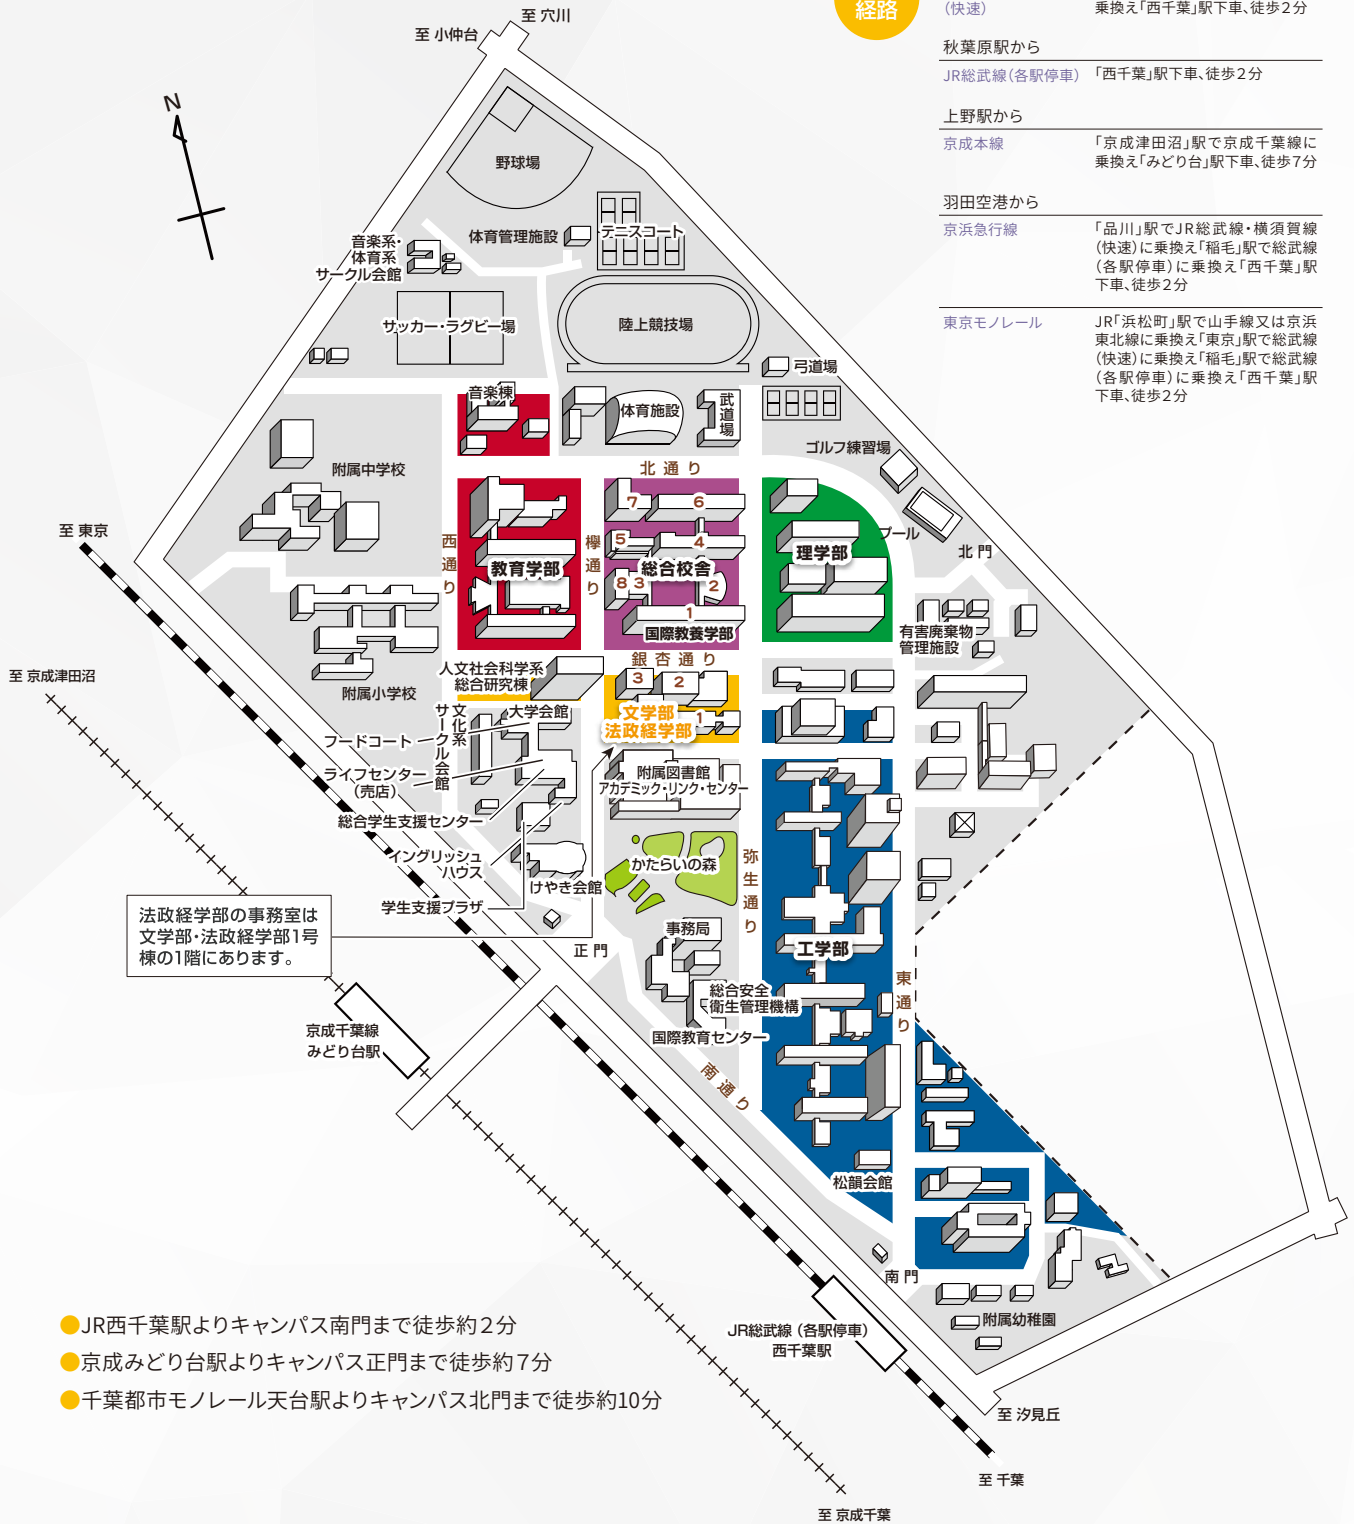 経路
(快速)
乗換え「西千葉」駅下車、徒歩2分
秋葉原駅から
JR総武線(各駅停車)
「西千葉」駅下車、徒歩2分
上野駅から
京成本線
「京成津田沼」駅で京成千葉線に
乗換え「みどり台」駅下車、徒歩7分
羽田空港から
京浜急行線
「品川」駅でJR総武線・横須賀線
(快速)に乗換え「稲毛」駅で総武線
(各駅停車)に乗換え「西千葉」駅
下車、徒歩2分
東京モノレール
JR「浜松町」駅で山手線又は京浜
東北線に乗換え「東京」駅で総武線
(快速)に乗換え「稲毛」駅で総武線
(各駅停車)に乗換え「西千葉」駅
下車、徒歩2分
至 穴川
至 小仲台
N
野球場
体育管理施設
テニスコート
音楽系・
体育系
サークル会館
サッカー・ラグビー場
陸上競技場
弓道場
音楽棟
体育施設
武道場
ゴルフ練習場
附属中学校
北通り
プール
北門
至 東京
西通り
欅通り
教育学部
7
6
5
4
総合校舎
8
3
2
1
国際教養学部
理学部
有害廃棄物
管理施設
銀杏通り
人文社会科学系
総合研究棟
3
2
1
文学部
法政経学部
至 京成津田沼
附属小学校
文化系
サークル会館
大学会館
フードコート
ライフセンター
(売店)
附属図書館
アカデミック・リンク・センター
総合学生支援センター
イングリッシュ
ハウス
かたらいの森
弥生通り
けやき会館
学生支援プラザ
法政経学部の事務室は
文学部・法政経学部1号
棟の1階にあります。
正門
事務局
工学部
総合安全
衛生管理機構
東通り
京成千葉線
みどり台駅
国際教育センター
南通り
松韻会館
南門
附属幼稚園
JR総武線 (各駅停車)
西千葉駅
●JR西千葉駅よりキャンパス南門まで徒歩約2分
●京成みどり台駅よりキャンパス正門まで徒歩約7分
●千葉都市モノレール天台駅よりキャンパス北門まで徒歩約10分
至 汐見丘
至 千葉
至 京成千葉